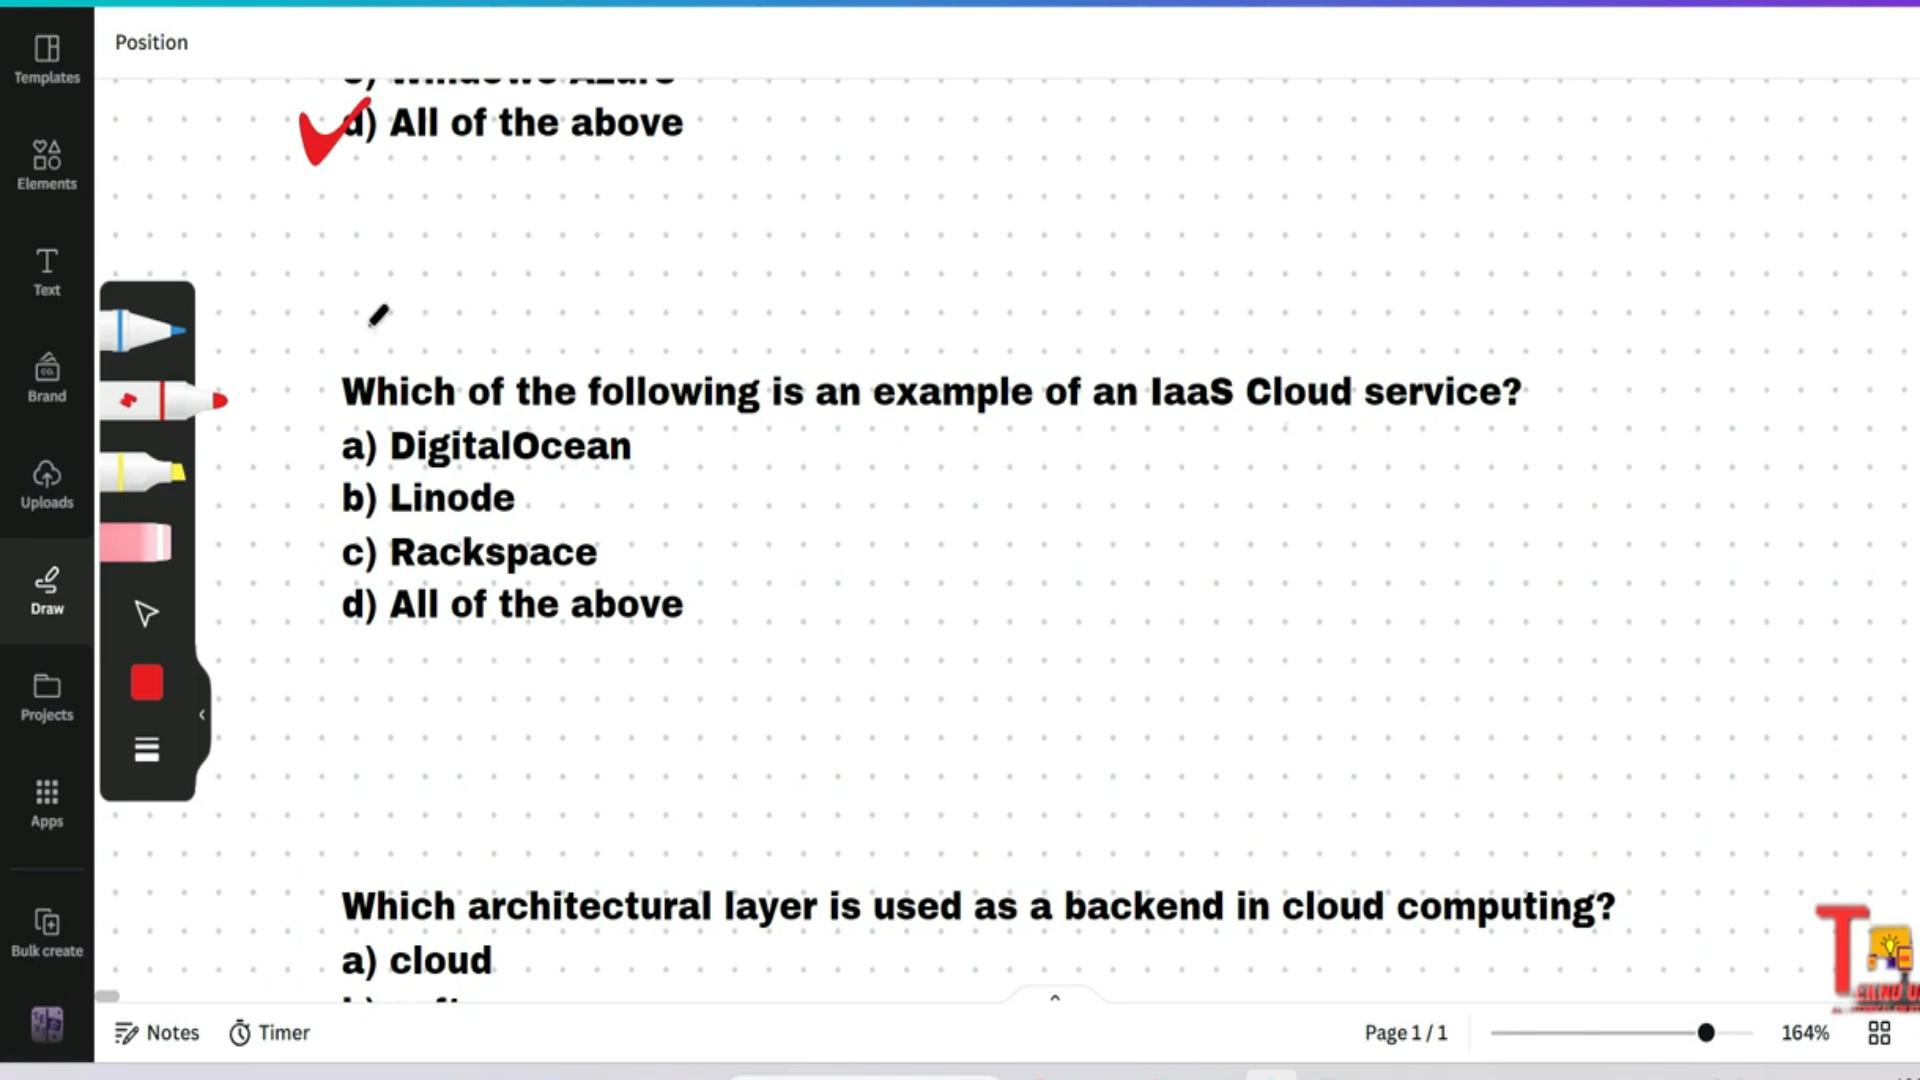 Position
c) Windows Azure
d) All of the above
Templates
Elements
Text
Brand
Uploads
Draw
Projects
Apps
Bulk create
Which of the following is an example of an IaaS Cloud service?
a) DigitalOcean
b) Linode
c) Rackspace
d) All of the above
Which architectural layer is used as a backend in cloud computing?
a) cloud
Notes
Timer
Page 1 / 1
164%